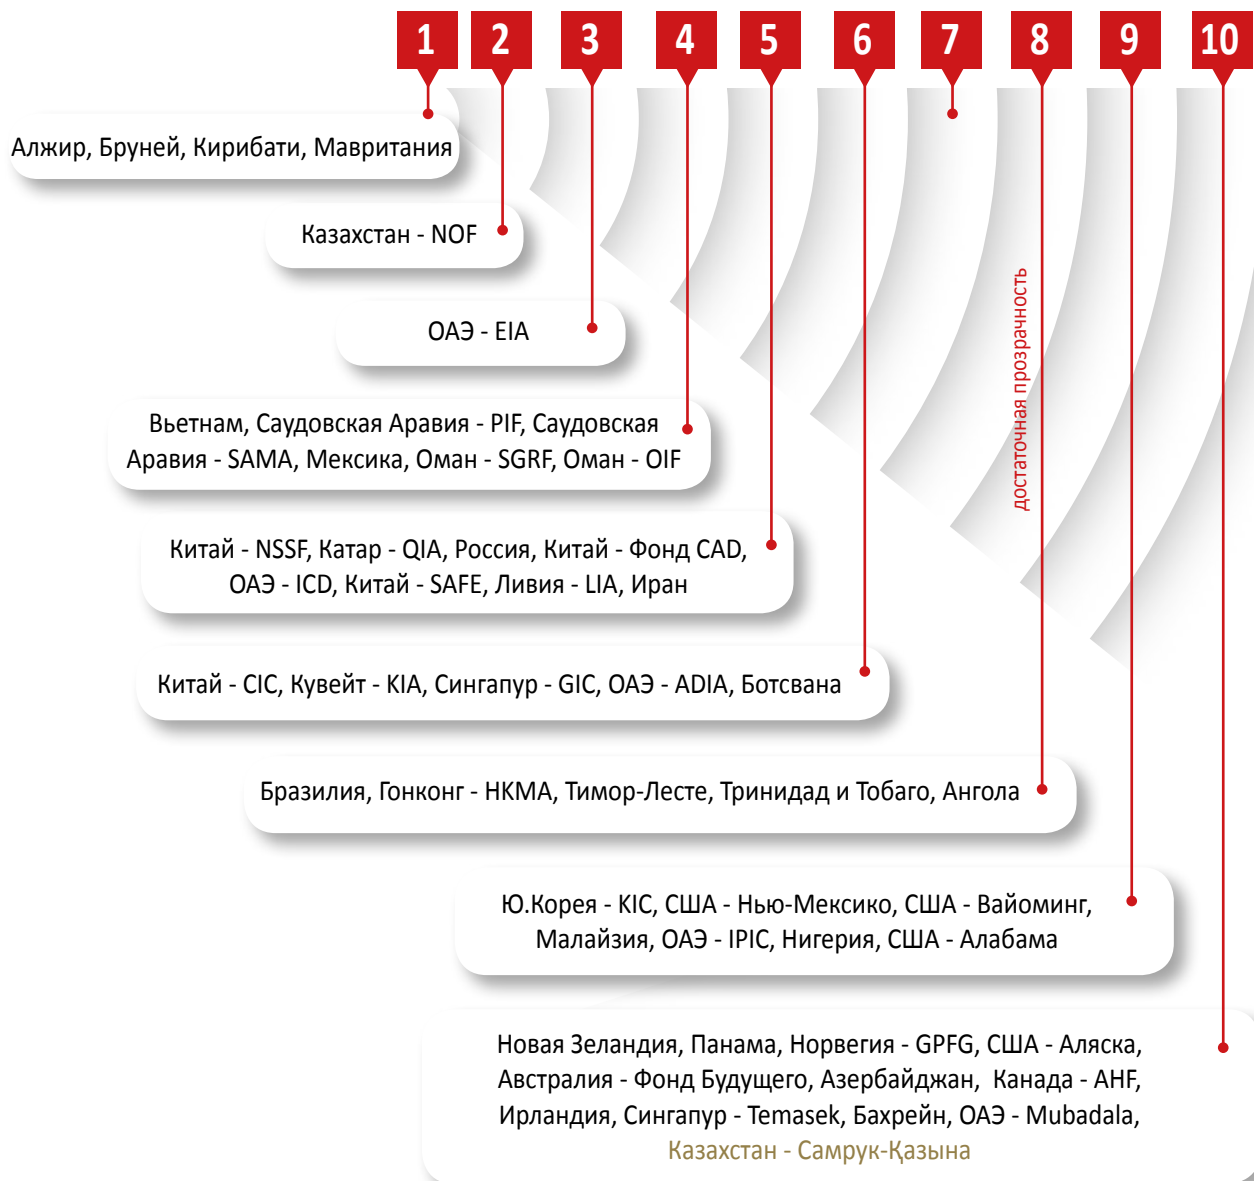 1 2 3 4 5 6 7 8 9 10
Алжир, Бруней, Кирибати, Мавритания
Казахстан - NOF
ОАЭ - EIA
достаточная прозрачность
Вьетнам, Саудовская Аравия - PIF, Саудовская
Аравия - SAMA, Мексика, Оман - SGRF, Оман - OIF
Китай - NSSF, Катар - QIA, Россия, Китай - Фонд CAD,
ОАЭ - ICD, Китай - SAFE, Ливия - LIA, Иран
Китай - CIC, Кувейт - KIA, Сингапур - GIC, ОАЭ - ADIA, Ботсвана
Бразилия, Гонконг - HKMA, Тимор-Лесте, Тринидад и Тобаго, Ангола
Ю.Корея - KIC, США - Нью-Мексико, США - Вайоминг,
Малайзия, ОАЭ - IPIC, Нигерия, США - Алабама
Новая Зеландия, Панама, Норвегия - GPFG, США - Аляска,
Австралия - Фонд Будущего, Азербайджан, Канада - AHF,
Ирландия, Сингапур - Temasek, Бахрейн, ОАЭ - Mubadala,
Казахстан - Самрук-Қазына